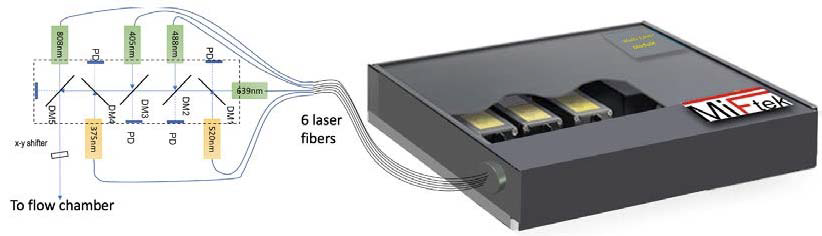 808nm
PD
405nm
488nm
PD
639nm
DM5
DM4
DM3
DM2
DM1
375nm
PD
PD
520nm
x-y shifter
To flow chamber
6 laser
fibers
Module
MiFtek